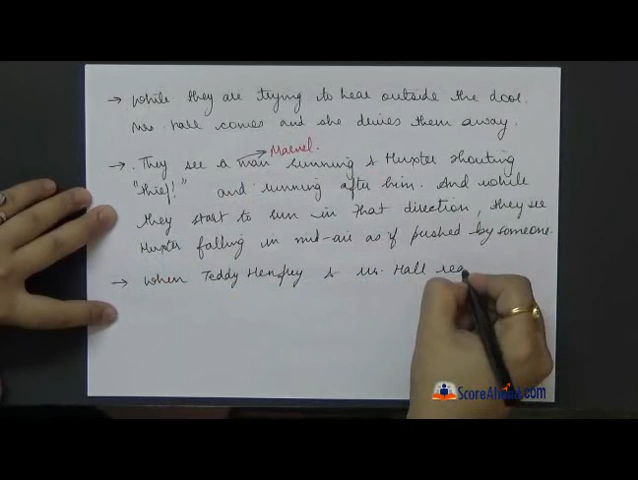 → While they are trying to hear outside the door.
Mrs. Hall comes and she denies them away.
Marvel.
→ . They see a man running & Huxter shouting
"thief!" and running after him. And while
they start to run in that direction, they see
Huxter falling in mid-air as if pushed by someone.
→ When Teddy Henfrey & Mr. Hall rea
ScoreAhead.com